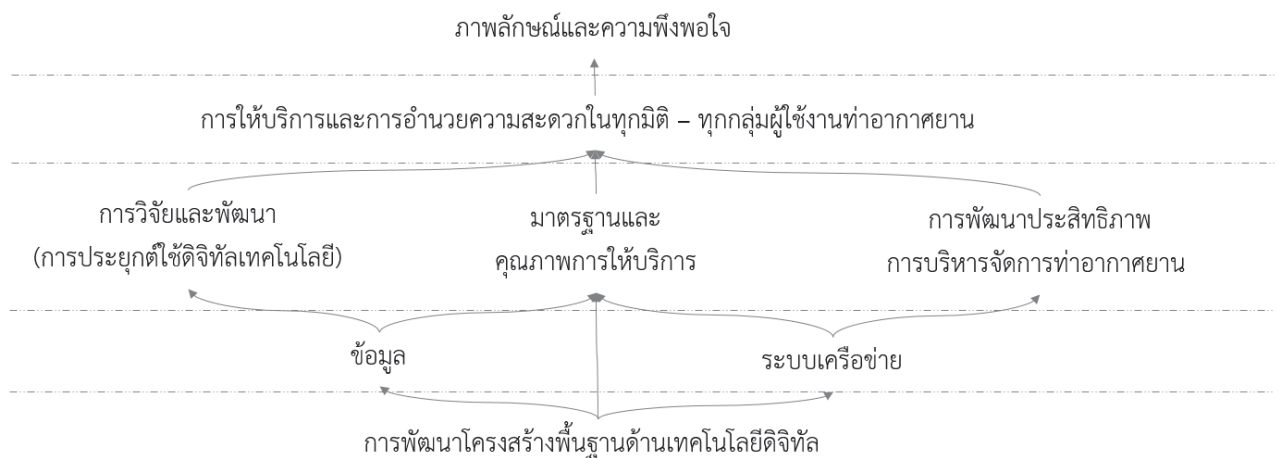 ภาพลักษณ์และความพึงพอใจ
การให้บริการและการอำนวยความสะดวกในทุกมิติ – ทุกกลุ่มผู้ใช้งานท่าอากาศยาน
การวิจัยและพัฒนา
(การประยุกต์ใช้ดิจิทัลเทคโนโลยี)
มาตรฐานและ
คุณภาพการให้บริการ
การพัฒนาประสิทธิภาพ
การบริหารจัดการท่าอากาศยาน
ข้อมูล
ระบบเครือข่าย
การพัฒนาโครงสร้างพื้นฐานด้านเทคโนโลยีดิจิทัล